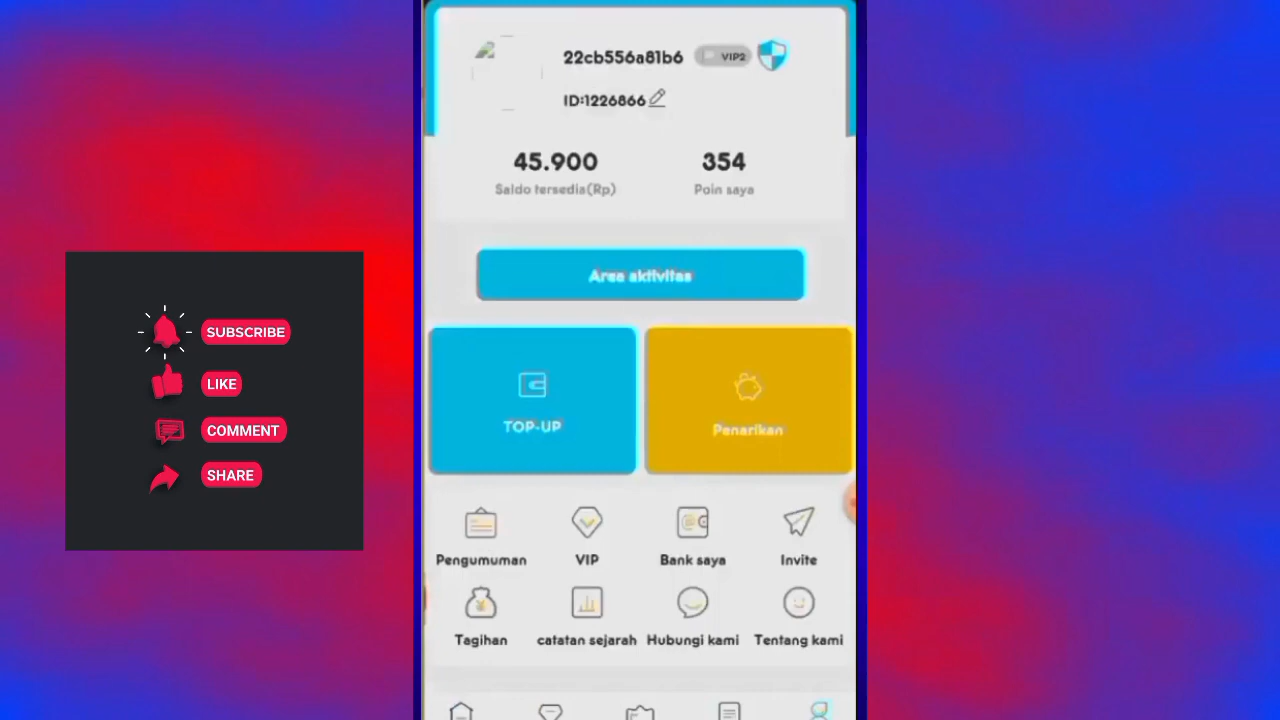 22cb556a81b6 VIP2
ID:1226866
45.900 354
Saldo tersedia(Rp) Poin saya
Area aktivitas
TOP-UP Penarikan
Pengumuman VIP Bank saya Invite
Tagihan catatan sejarah Hubungi kami Tentang kami
SUBSCRIBE
LIKE
COMMENT
SHARE